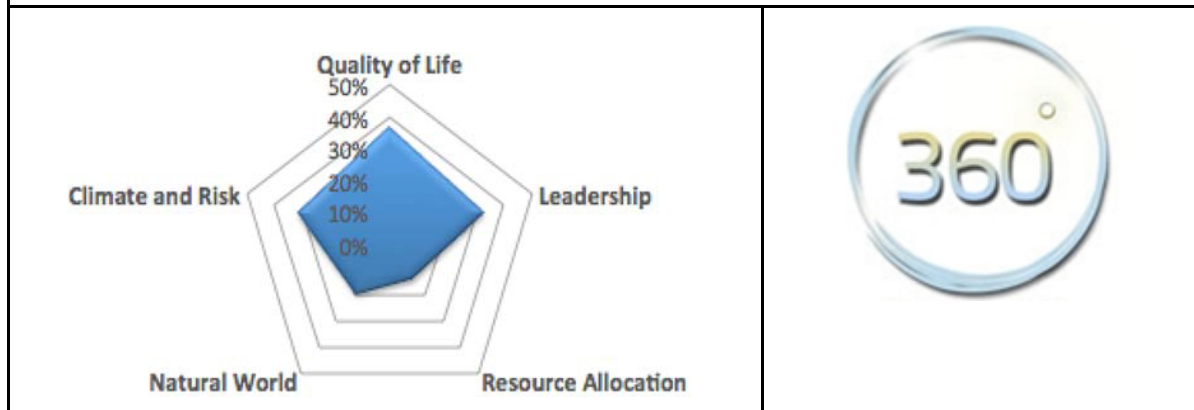 Quality of Life
50%
40%
30%
20%
10%
0%
Climate and Risk
Leadership
Natural World
Resource Allocation
360°